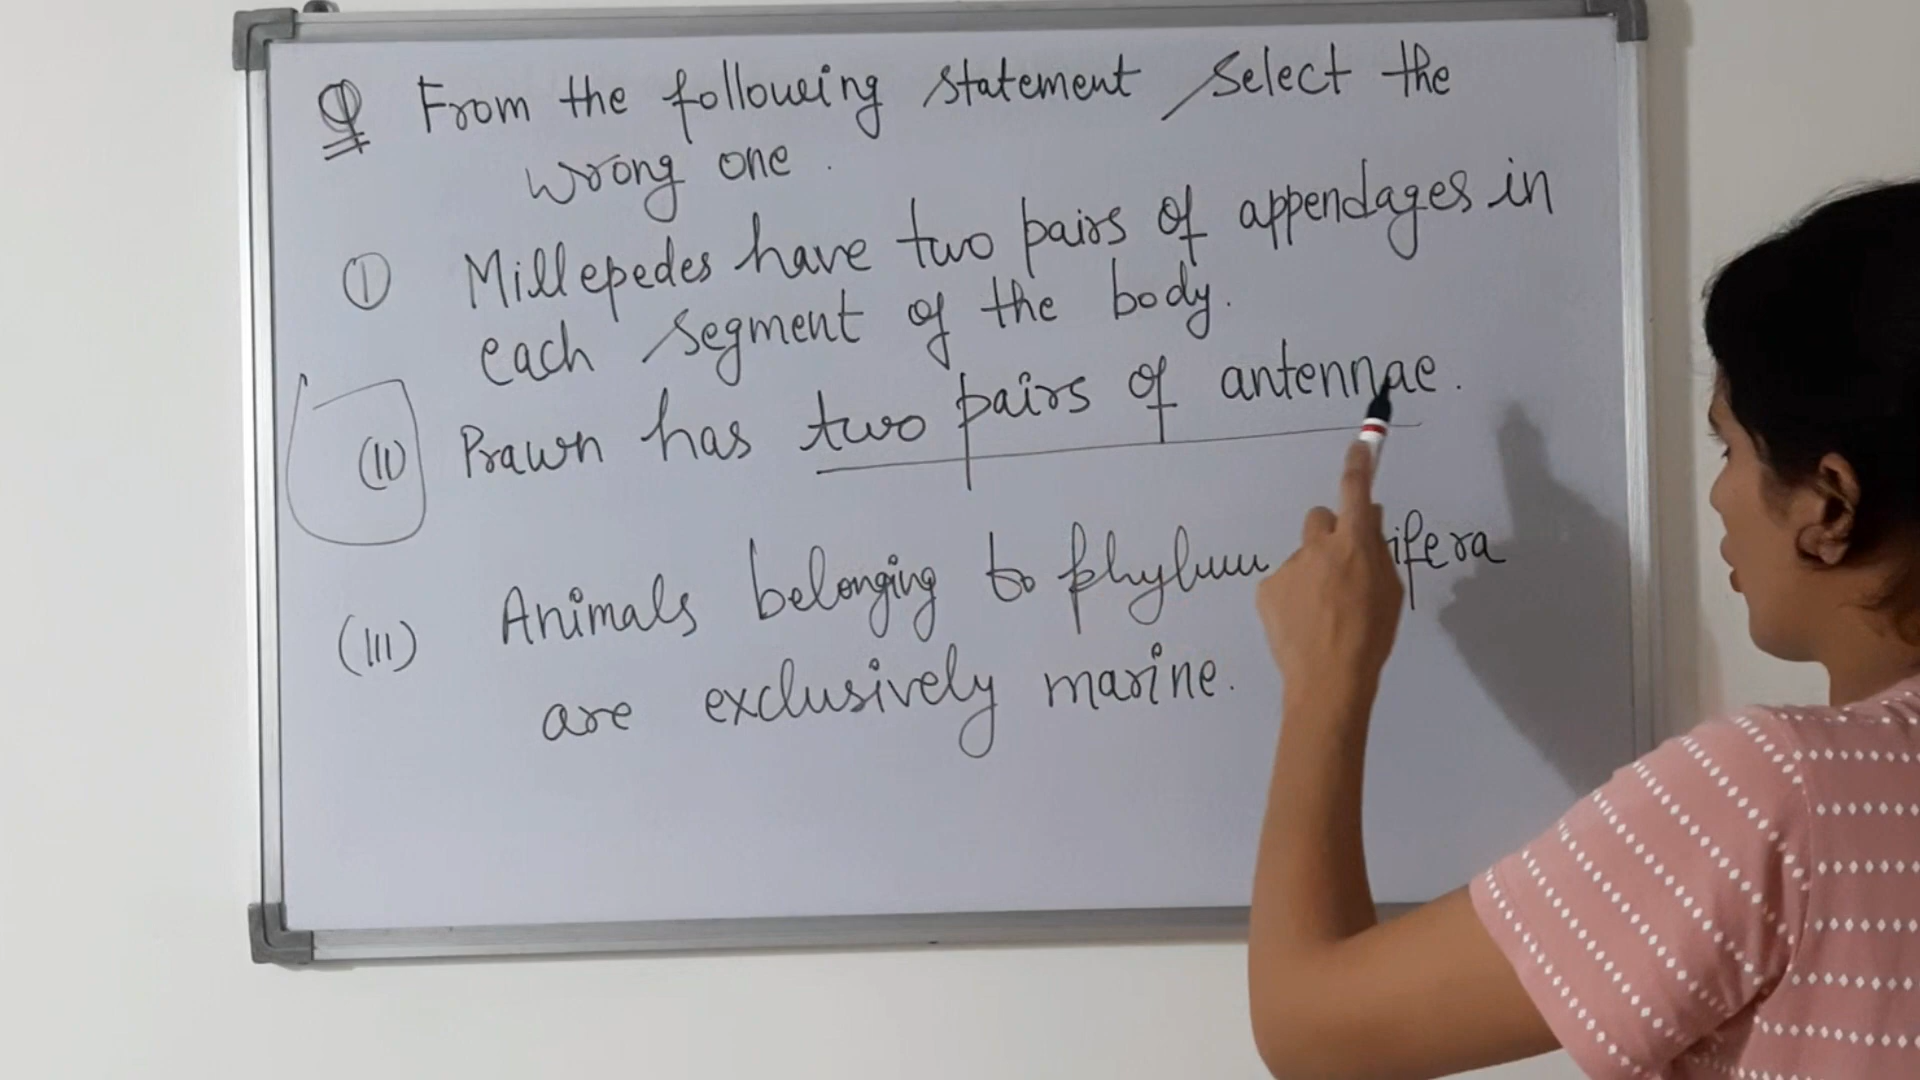 Q From the following statement, select the
wrong one.
(I) Millepedes have two pairs of appendages in
each segment of the body.
(II) Prawn has two pairs of antennae.
(III) Animals belonging to phylum
are exclusively marine.